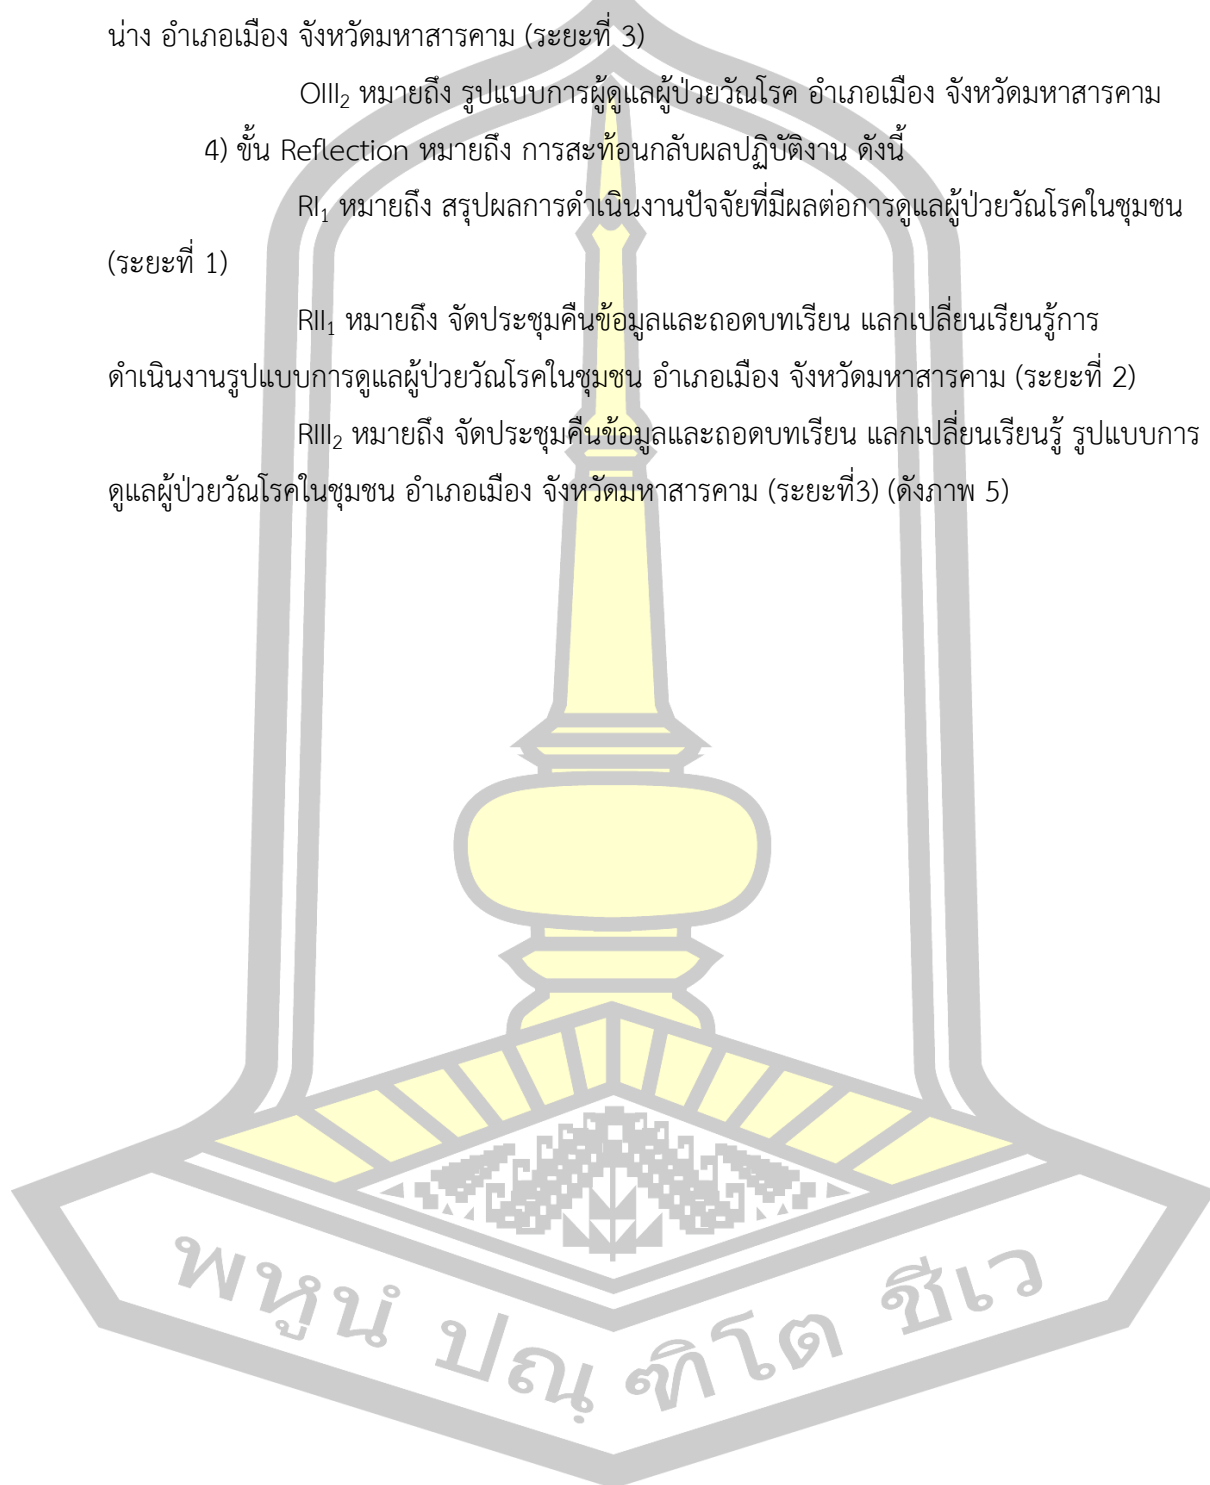 น่าง อำเภอเมือง จังหวัดมหาสารคาม (ระยะที่ 3)
OIII₂ หมายถึง รูปแบบการผู้ดูแลผู้ป่วยวัณโรค อำเภอเมือง จังหวัดมหาสารคาม
4) ขั้น Reflection หมายถึง การสะท้อนกลับผลปฏิบัติงาน ดังนี้
RI₁ หมายถึง สรุปผลการดำเนินงานปัจจัยที่มีผลต่อการดูแลผู้ป่วยวัณโรคในชุมชน
(ระยะที่ 1)
RII₁ หมายถึง จัดประชุมคืนข้อมูลและถอดบทเรียน แลกเปลี่ยนเรียนรู้การ
ดำเนินงานรูปแบบการดูแลผู้ป่วยวัณโรคในชุมชน อำเภอเมือง จังหวัดมหาสารคาม (ระยะที่ 2)
RIII₂ หมายถึง จัดประชุมคืนข้อมูลและถอดบทเรียน แลกเปลี่ยนเรียนรู้ รูปแบบการ
ดูแลผู้ป่วยวัณโรคในชุมชน อำเภอเมือง จังหวัดมหาสารคาม (ระยะที่3) (ดังภาพ 5)
พหูนํ ปณฺ ฑิโต ชีเว